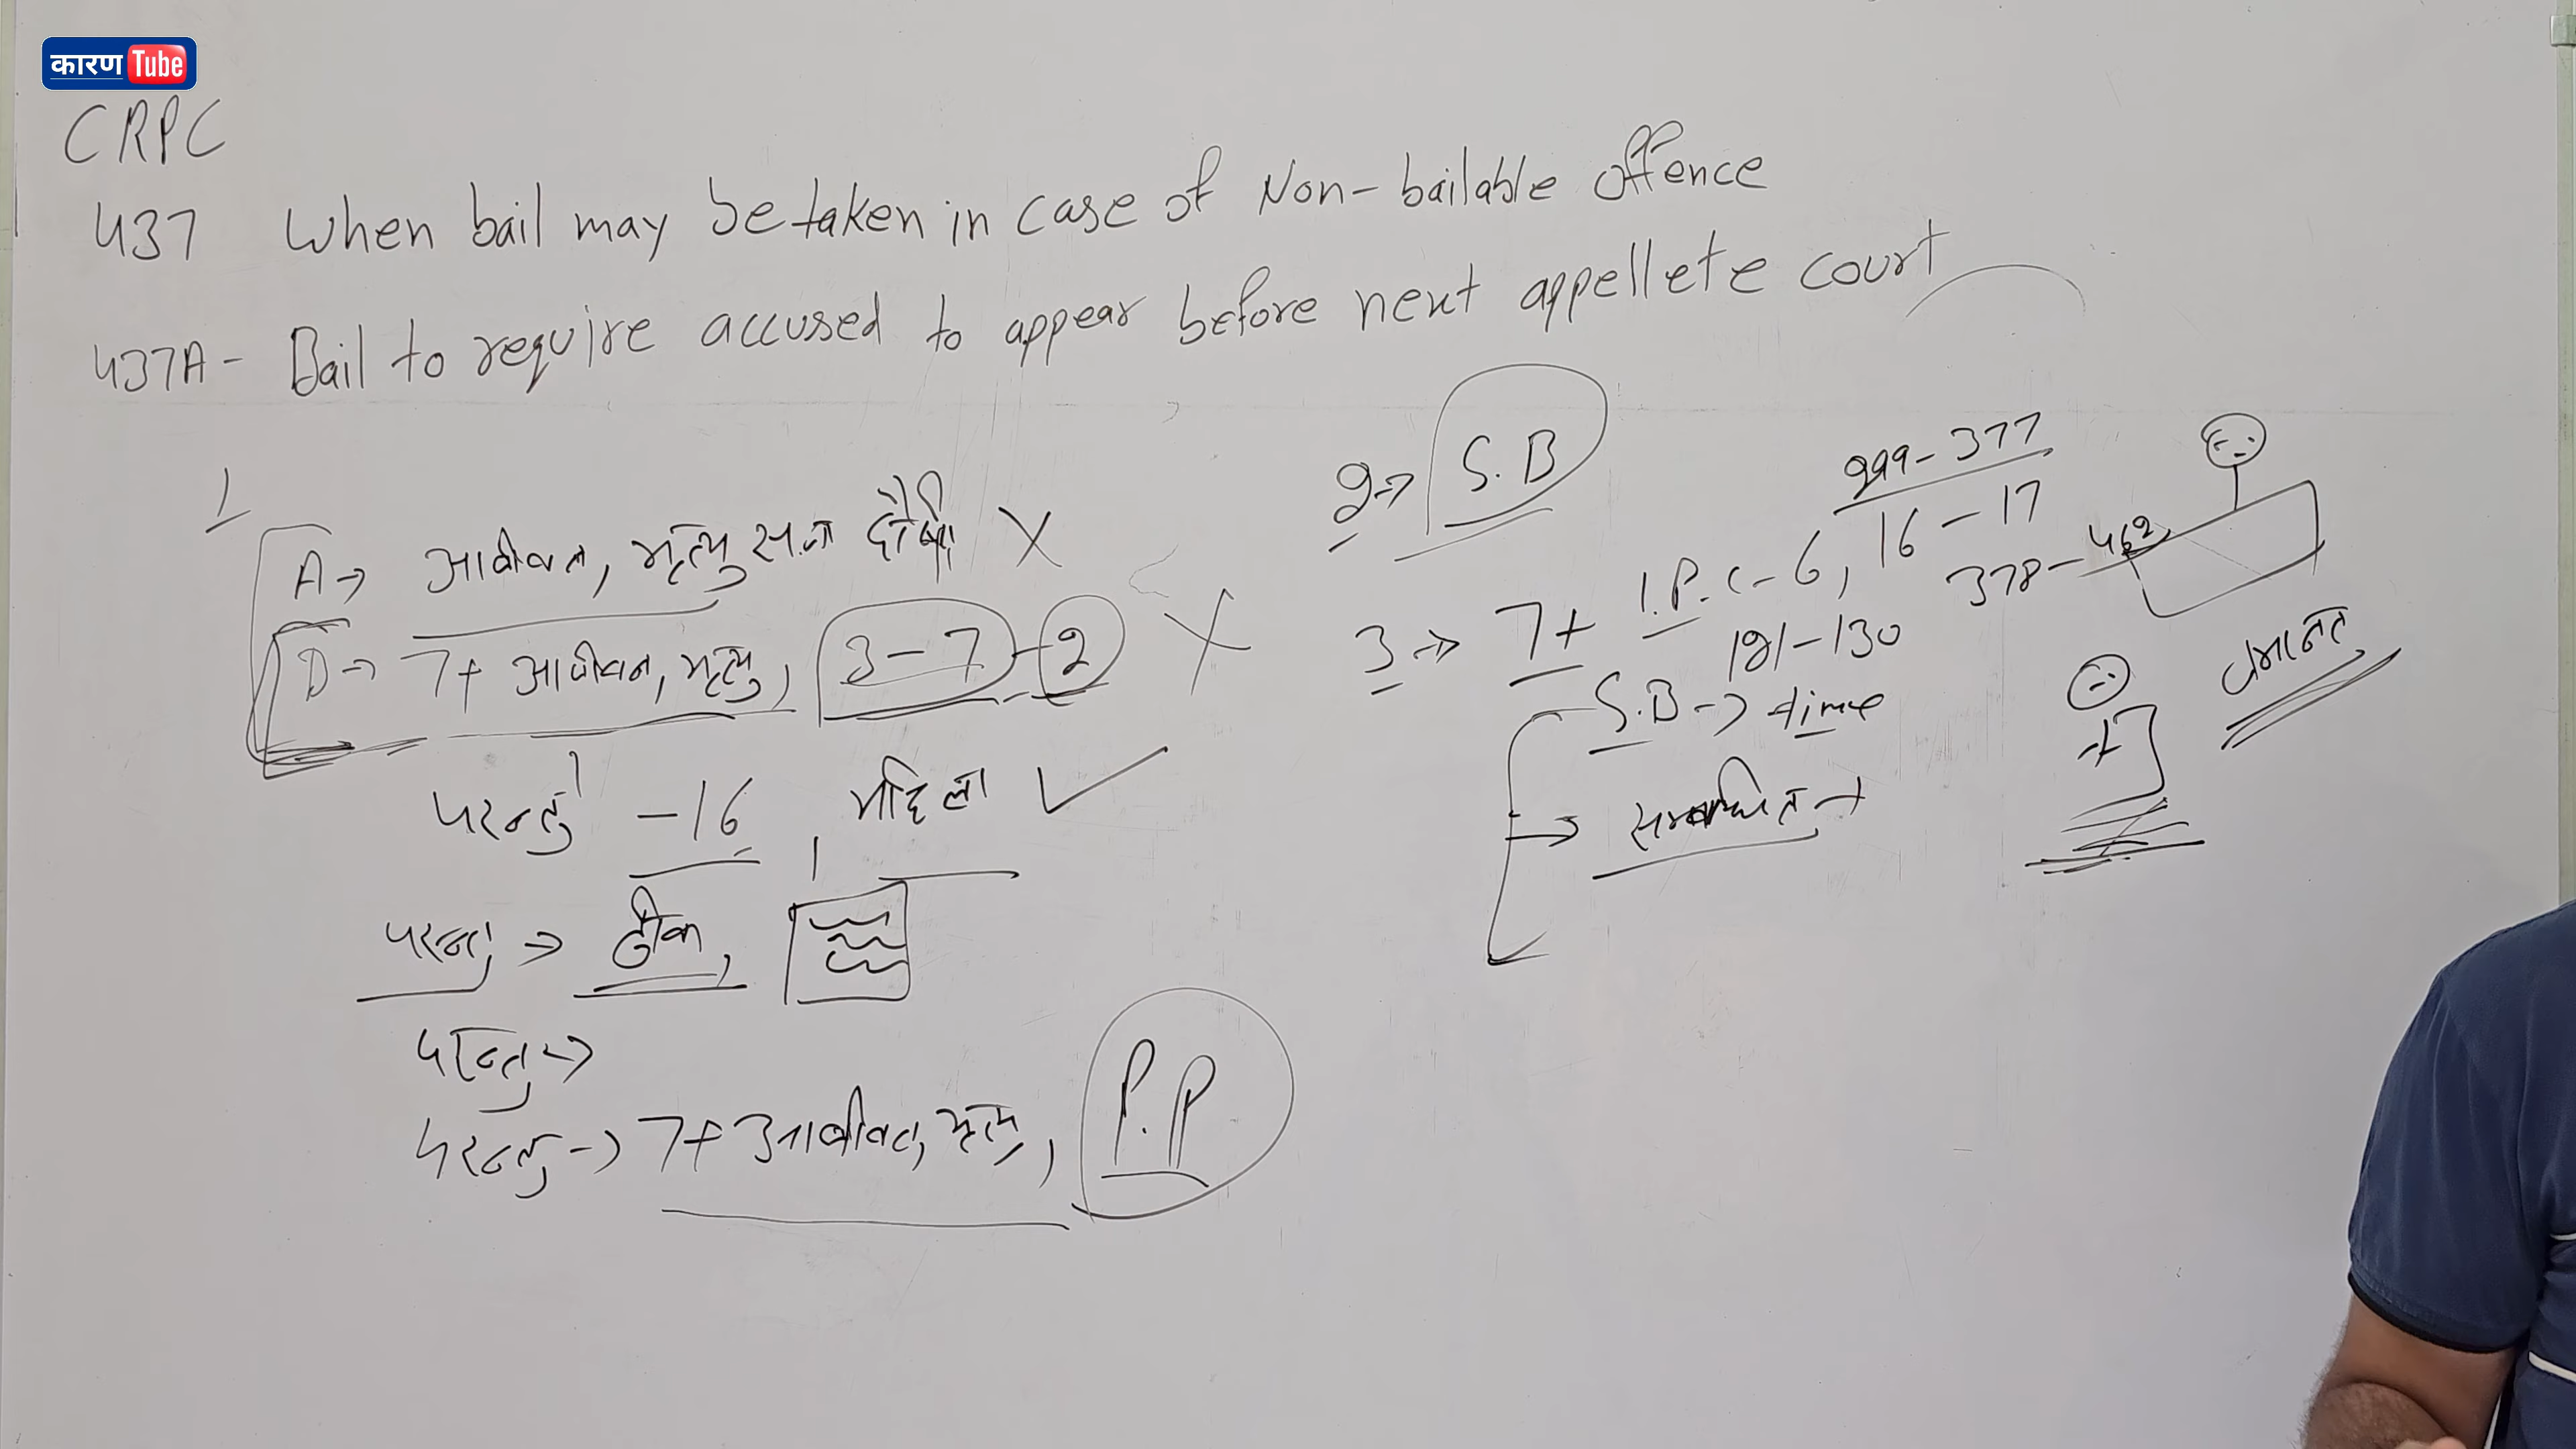 कारण Tube
CRPC
437 When bail may be taken in case of Non-bailable offence
437A- Bail to require accused to appear before next appellete court
1
A→ आजीवन, मृत्यु सजा दोषी X
B→ 7+ आजीवन, मृत्यु, 3-7-2 X
परन्तु -16, महिला ✓
परन्तु → ठीक,
परन्तु →
परन्तु → 7+ आजीवन, मृत्यु, P.P
2→ S.B
299-377
3→ 7+ I.P.C-6, 16-17
121-130 378-462
S.B→ time
→
जमानत